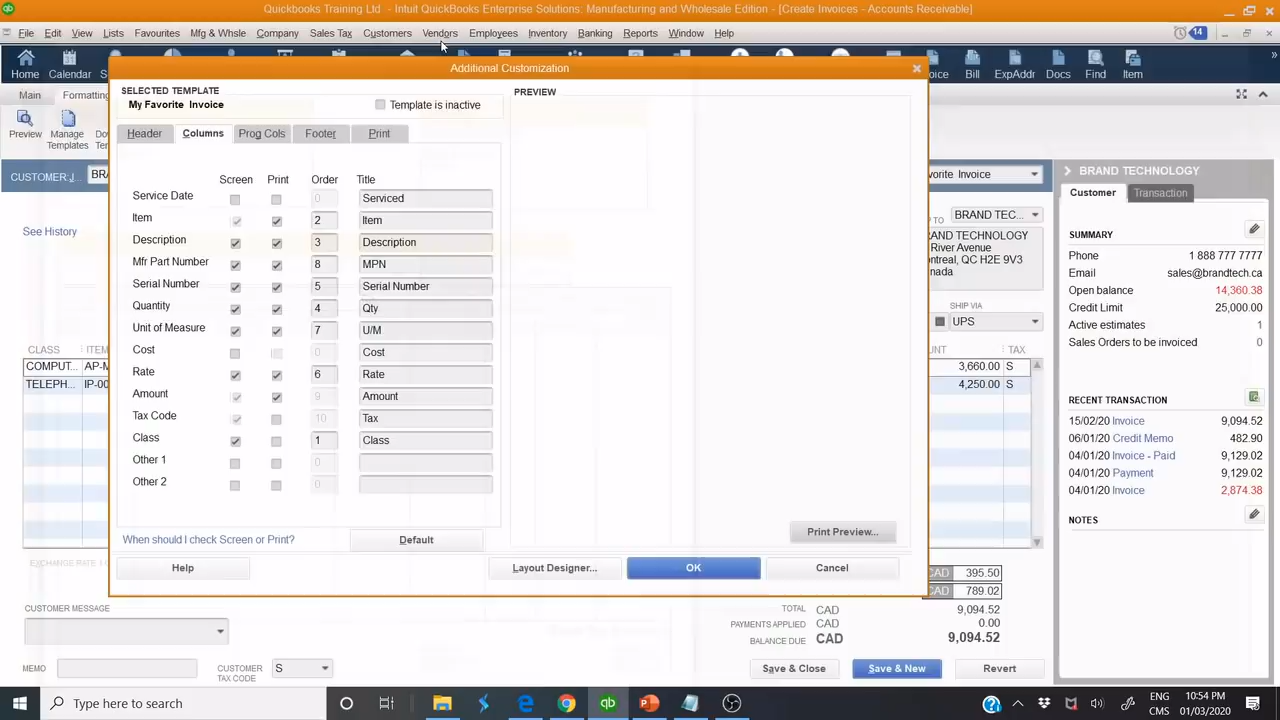 Quickbooks Training Ltd - Intuit QuickBooks Enterprise Solutions: Manufacturing and Wholesale Edition - [Create Invoices - Accounts Receivable]
File Edit View Lists Favourites Mfg & Whsle Company Sales Tax Customers Vendors Employees Inventory Banking Reports Window Help
14
Home Calendar Bill ExpAddr Docs Find Item
Main Formatting
Preview Manage Templates
CUSTOMER:J...
See History
CLASS ITEM
COMPUT...
TELEPH... IP-00
Additional Customization
SELECTED TEMPLATE
My Favorite Invoice
Template is inactive
PREVIEW
Header Columns Prog Cols Footer Print
Screen Print Order Title
Service Date 0 Serviced
Item 2 Item
Description 3 Description
Mfr Part Number 8 MPN
Serial Number 5 Serial Number
Quantity 4 Qty
Unit of Measure 7 U/M
Cost 0 Cost
Rate 6 Rate
Amount 9 Amount
Tax Code 10 Tax
Class 1 Class
Other 1 0
Other 2 0
When should I check Screen or Print?
Default
Print Preview...
Help
Layout Designer...
OK
Cancel
BRAND TEC...
River Avenue
SHIP VIA
UPS
TAX
3,660.00 S
4,250.00 S
CAD 395.50
CAD 789.02
TOTAL CAD 9,094.52
PAYMENTS APPLIED CAD 0.00
BALANCE DUE CAD 9,094.52
CUSTOMER MESSAGE
MEMO
CUSTOMER TAX CODE S
Save & Close
Save & New
Revert
BRAND TECHNOLOGY
Customer Transaction
SUMMARY
Phone 1 888 777 7777
Email sales@brandtech.ca
Open balance 14,360.38
Credit Limit 25,000.00
Active estimates 1
Sales Orders to be invoiced 0
RECENT TRANSACTION
15/02/20 Invoice 9,094.52
06/01/20 Credit Memo 482.90
04/01/20 Invoice - Paid 9,129.02
04/01/20 Payment 9,129.02
04/01/20 Invoice 2,874.38
NOTES
Type here to search
ENG
CMS
10:54 PM
01/03/2020